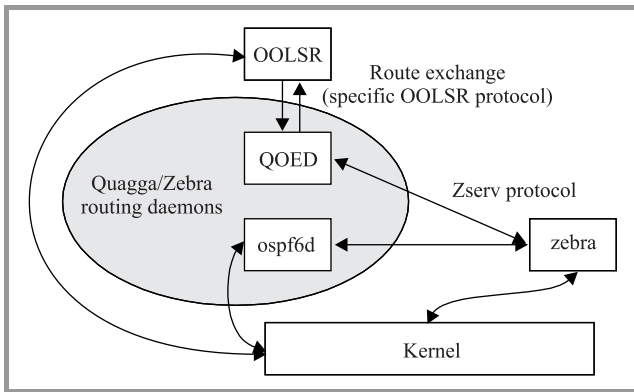 OOLSR
Route exchange
(specific OOLSR protocol)
QOED
Quagga/Zebra
routing daemons
Zserv protocol
ospf6d
zebra
Kernel